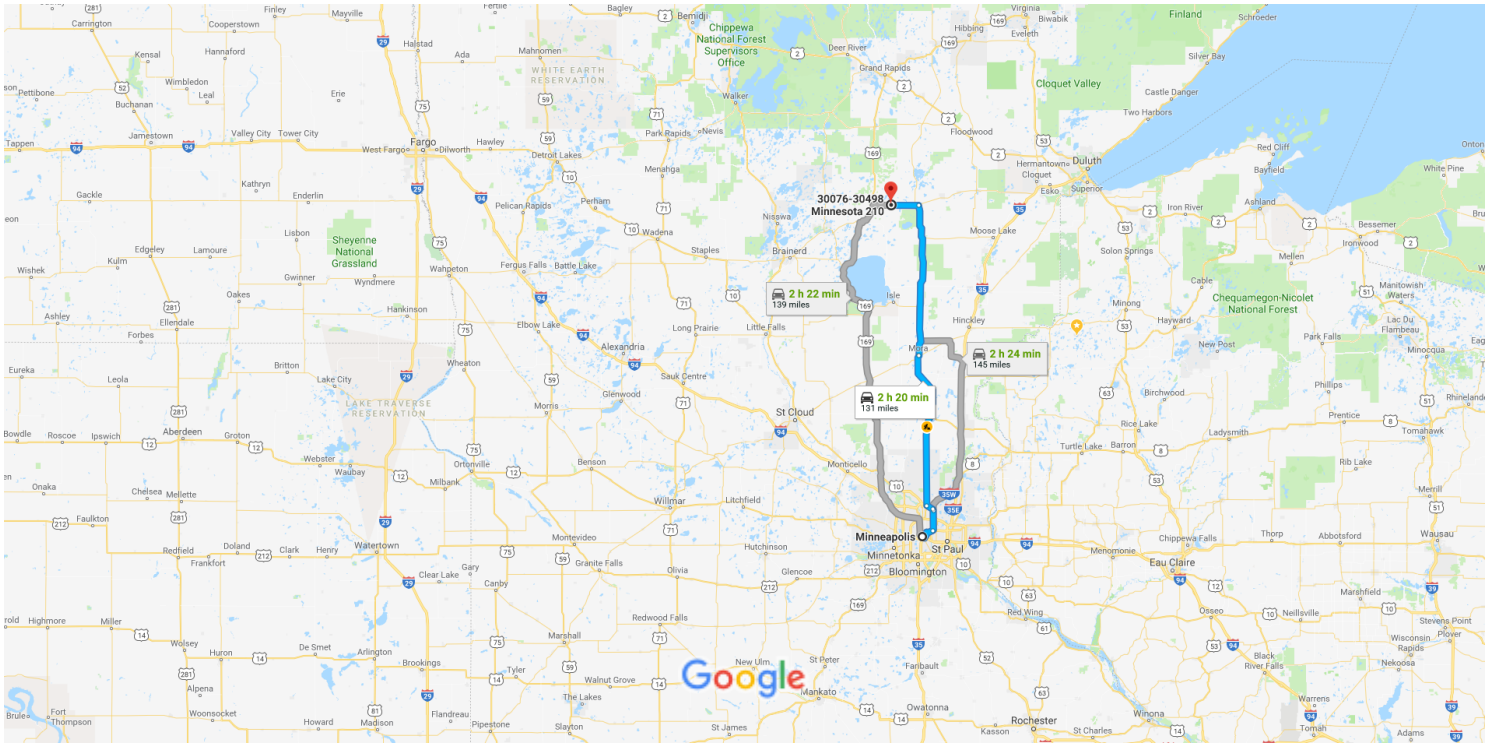 Fertile
Bagley
Bemidji
Finley
Mayville
Carrington
Cooperstown
Finland
Schroeder
Virginia
Biwabik
Eveleth
Hibbing
Chippewa
National Forest
Supervisors
Office
Deer River
Grand Rapids
Silver Bay
Halstad
Ada
Mahnomen
Kensal
Hannaford
WHITE EARTH
RESERVATION
Walker
Cloquet Valley
Castle Danger
Two Harbors
Pettibone
Wimbledon
Leal
Erie
Buchanan
Jamestown
Valley City
Tower City
Tappen
West Fargo
Fargo
Dilworth
Hawley
Detroit Lakes
Park Rapids
Nevis
Menahga
Floodwood
Hermantown
Cloquet
Duluth
Esko
Superior
Red Cliff
Bayfield
White Pine
Gackle
Kathryn
Enderlin
Pelican Rapids
Perham
Iron River
Ashland
30076-30498
Minnesota 210
Nisswa
Brainerd
Moose Lake
Bessemer
Ironwood
Edgeley
Lamoure
Lisbon
Sheyenne
National
Grassland
Wahpeton
Fergus Falls
Battle Lake
Wadena
Staples
Solon Springs
Mellen
Wishek
Kulm
Gwinner
Wyndmere
Cable
Manitowish
Waters
Oakes
Hankinson
2 h 22 min
139 miles
Isle
Minong
Hayward
Chequamegon-Nicolet
National Forest
Ashley
Ellendale
Forbes
Elbow Lake
Long Prairie
Little Falls
Hinckley
Lac Du
Flambeau
Park Falls
New Post
Minocqua
Eureka
Leola
Britton
Lake City
Wheaton
Alexandria
Sauk Centre
Mora
2 h 24 min
145 miles
LAKE TRAVERSE
RESERVATION
Morris
Glenwood
2 h 20 min
131 miles
Birchwood
Phillips
Prentice
Rhinelander
Bowdle
Roscoe
Ipswich
Aberdeen
Groton
Webster
Waubay
St Cloud
Rice Lake
Ladysmith
Tomahawk
Turtle Lake
Barron
Ortonville
Benson
Monticello
Milbank
Rib Lake
Onaka
Chelsea
Mellette
Willmar
Litchfield
Merrill
Faulkton
Watertown
Montevideo
Minneapolis
St Paul
Minnetonka
Bloomington
Menomonie
Chippewa Falls
Thorp
Abbotsford
Wausau
Redfield
Frankfort
Doland
Clark
Henry
Hutchinson
Granite Falls
Olivia
Glencoe
Eau Claire
Clear Lake
Gary
Canby
Marshfield
Highmore
Miller
Redwood Falls
Red Wing
Osseo
Neillsville
Stevens Point
Plover
Wolsey
Huron
De Smet
Arlington
Brookings
Marshall
Tyler
Walnut Grove
New Ulm
St Peter
Faribault
Black
River Falls
Wisconsin
Rapids
Nekoosa
Google
Alpena
Woonsocket
The Lakes
Mankato
Owatonna
Winona
Warrens
Fort
Thompson
Howard
Madison
Flandreau
Pipestone
Slayton
St James
Rochester
Kasson
St Charles
Tomah
Adams